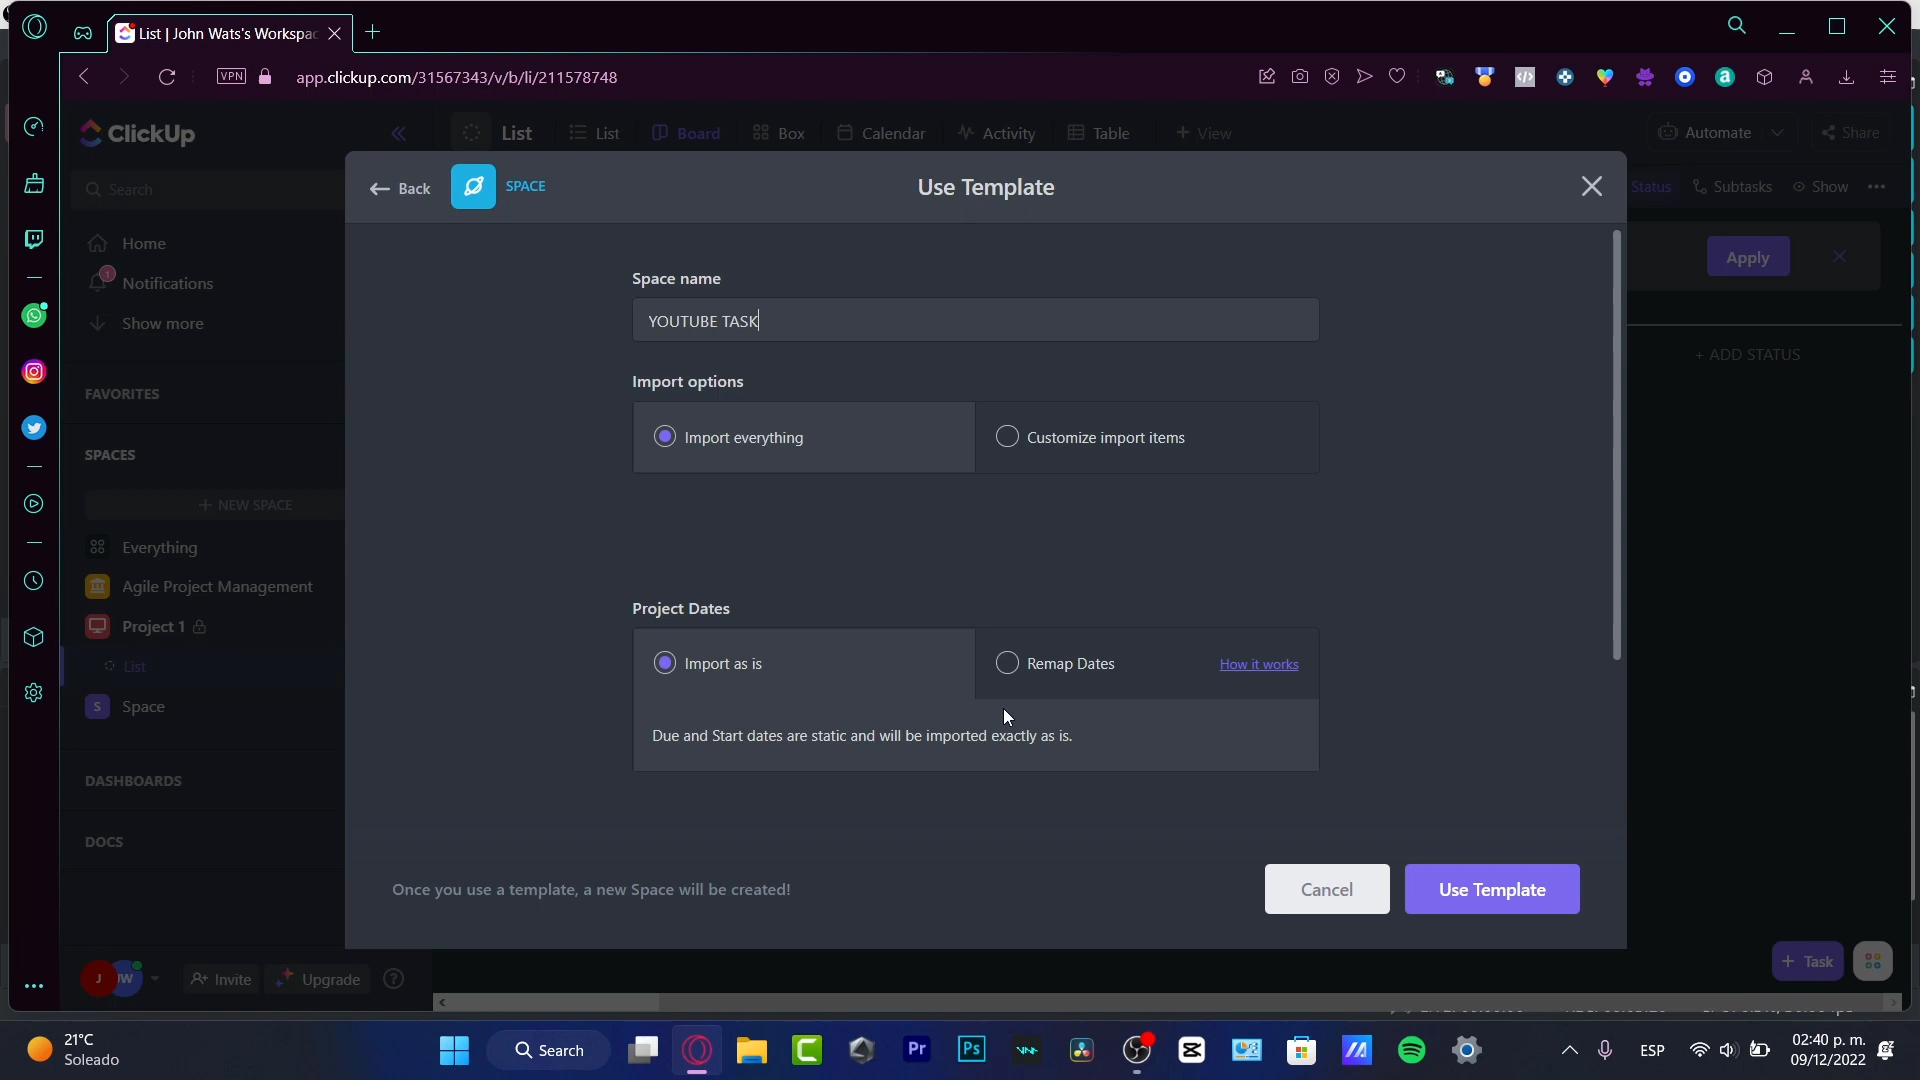 List | John Wats's Workspac
VPN
app.clickup.com/31567343/v/b/li/211578748
ClickUp
List
List
Board
Box
Calendar
Activity
Table
+ View
Automate
Share
Search
Back
SPACE
Use Template
Status
Subtasks
Show
Home
1
Notifications
Show more
Space name
YOUTUBE TASK
Apply
+ ADD STATUS
FAVORITES
Import options
Import everything
Customize import items
SPACES
+ NEW SPACE
Everything
Agile Project Management
Project 1
List
S
Space
Project Dates
Import as is
Remap Dates
How it works
Due and Start dates are static and will be imported exactly as is.
DASHBOARDS
DOCS
Once you use a template, a new Space will be created!
Cancel
Use Template
J
JW
Invite
Upgrade
+ Task
21°C
Soleado
Search
Pr
Ps
ESP
02:40 p. m.
09/12/2022